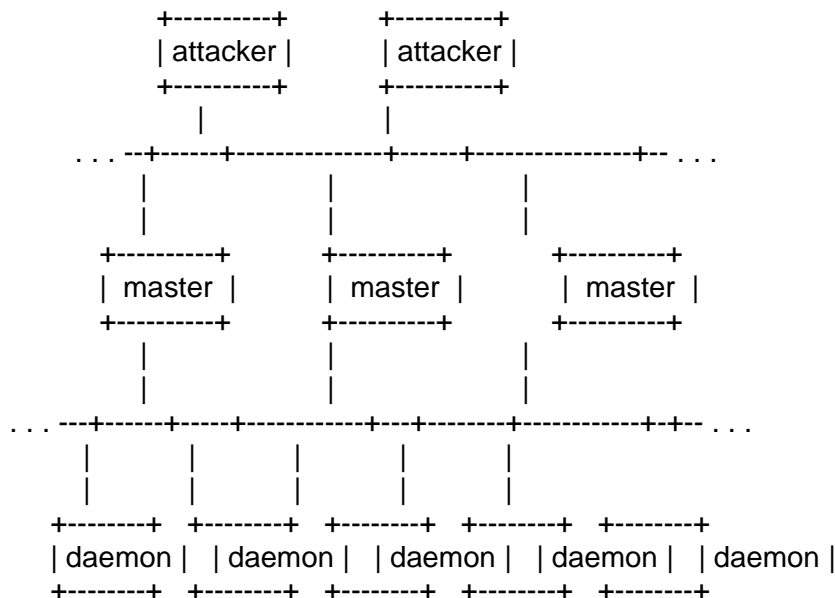 +----------+ +----------+
| attacker | | attacker |
+----------+ +----------+
| |
. . . --+------+---------------+------+----------------+-- . . .
| | |
| | |
+----------+ +----------+ +----------+
| master | | master | | master |
+----------+ +----------+ +----------+
| | |
| | |
. . . ---+------+-----+------------+---+--------+------------+-+-- . . .
| | | | |
| | | | |
+--------+ +--------+ +--------+ +--------+ +--------+
| daemon | | daemon | | daemon | | daemon | | daemon |
+--------+ +--------+ +--------+ +--------+ +--------+